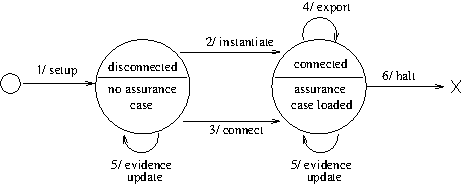 4/ export
2/ instantiate
1/ setup
disconnected
connected
6/ halt
no assurance
case
assurance
case loaded
3/ connect
5/ evidence
update
5/ evidence
update